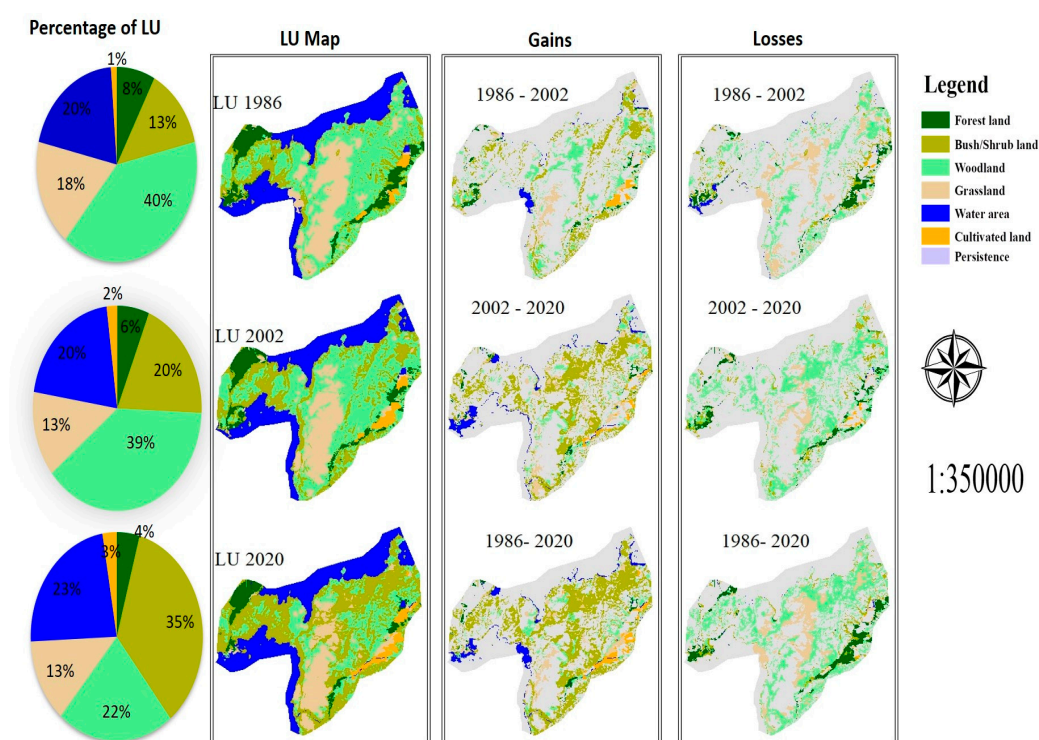 Percentage of LU
LU Map
Gains
Losses
1%
8%
20%
13%
18%
40%
LU 1986
1986 - 2002
1986 - 2002
Legend
Forest land
Bush/Shrub land
Woodland
Grassland
Water area
Cultivated land
Persistence
2%
6%
20%
20%
13%
39%
LU 2002
2002 - 2020
2002 - 2020
1:350000
4%
3%
23%
35%
13%
22%
LU 2020
1986- 2020
1986- 2020